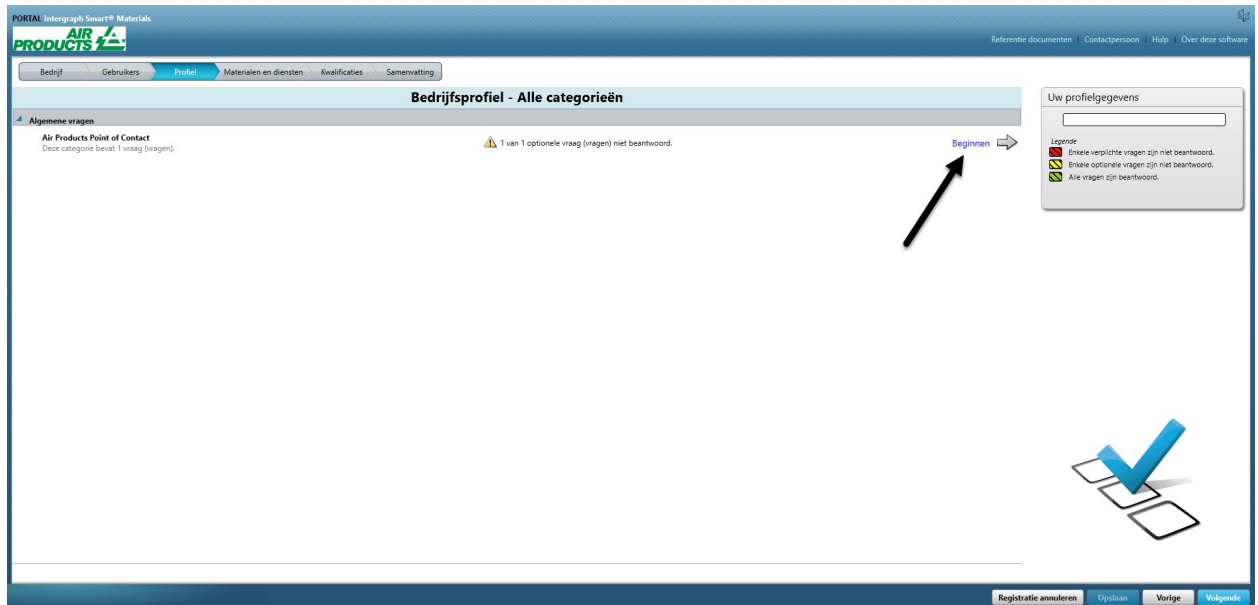 PORTAL Intergraph Smart® Materials
AIR
PRODUCTS
Referentie documenten | Contactpersoon | Hulp | Over deze software
Bedrijf Gebruikers Profiel Materialen en diensten Kwalificaties Samenvatting
Bedrijfsprofiel - Alle categorieën
Algemene vragen
Air Products Point of Contact
Deze categorie bevat 1 vraag (vragen).
1 van 1 optionele vraag (vragen) niet beantwoord.
Beginnen
Uw profielgegevens
Legende
Enkele verplichte vragen zijn niet beantwoord.
Enkele optionele vragen zijn niet beantwoord.
Alle vragen zijn beantwoord.
Registratie annuleren Opslaan Vorige Volgende